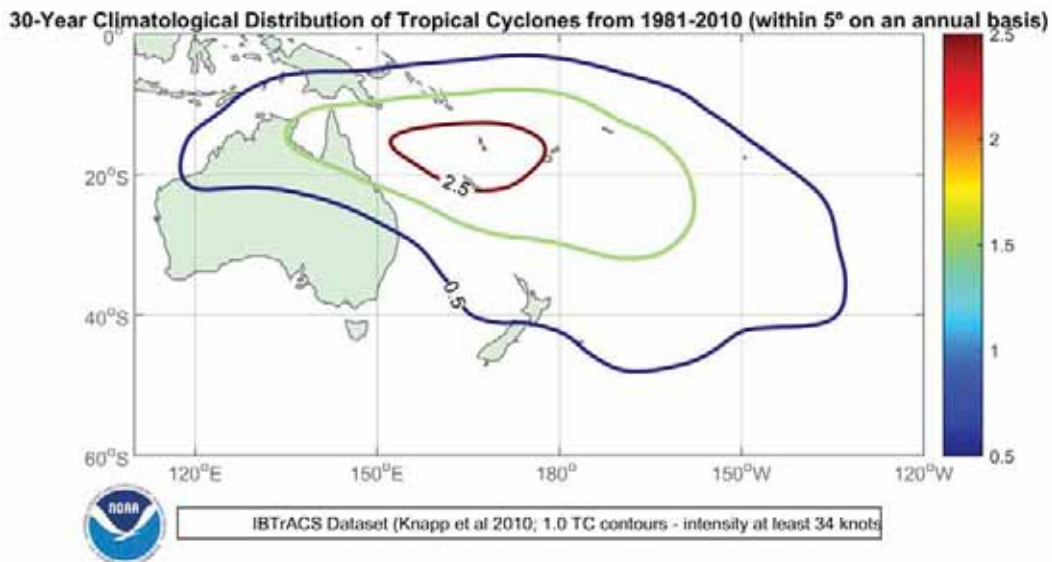 30-Year Climatological Distribution of Tropical Cyclones from 1981-2010 (within 5º on an annual basis)
0°
20°S
40°S
60°S
120°E
150°E
180°
150°W
120°W
2.5
0.5
2.5
2
1.5
1
0.5
NOAA
IBTrACS Dataset (Knapp et al 2010; 1.0 TC contours - intensity at least 34 knots